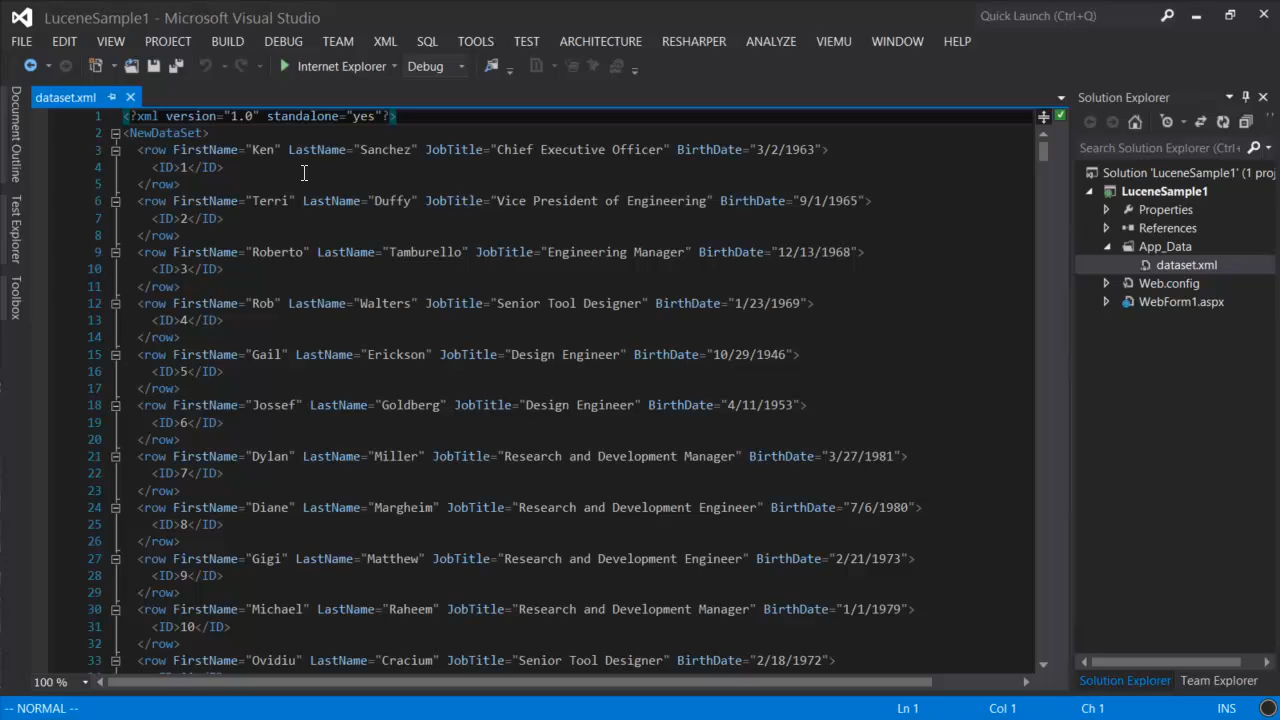 LuceneSample1 - Microsoft Visual Studio
Quick Launch (Ctrl+Q)
FILE EDIT VIEW PROJECT BUILD DEBUG TEAM XML SQL TOOLS TEST ARCHITECTURE RESHARPER ANALYZE VIEMU WINDOW HELP
Internet Explorer Debug
dataset.xml
Document Outline
Test Explorer
Toolbox
1 <?xml version="1.0" standalone="yes"?>
2 <NewDataSet>
3 <row FirstName="Ken" LastName="Sanchez" JobTitle="Chief Executive Officer" BirthDate="3/2/1963">
4 <ID>1</ID>
5 </row>
6 <row FirstName="Terri" LastName="Duffy" JobTitle="Vice President of Engineering" BirthDate="9/1/1965">
7 <ID>2</ID>
8 </row>
9 <row FirstName="Roberto" LastName="Tamburello" JobTitle="Engineering Manager" BirthDate="12/13/1968">
10 <ID>3</ID>
11 </row>
12 <row FirstName="Rob" LastName="Walters" JobTitle="Senior Tool Designer" BirthDate="1/23/1969">
13 <ID>4</ID>
14 </row>
15 <row FirstName="Gail" LastName="Erickson" JobTitle="Design Engineer" BirthDate="10/29/1946">
16 <ID>5</ID>
17 </row>
18 <row FirstName="Jossef" LastName="Goldberg" JobTitle="Design Engineer" BirthDate="4/11/1953">
19 <ID>6</ID>
20 </row>
21 <row FirstName="Dylan" LastName="Miller" JobTitle="Research and Development Manager" BirthDate="3/27/1981">
22 <ID>7</ID>
23 </row>
24 <row FirstName="Diane" LastName="Margheim" JobTitle="Research and Development Engineer" BirthDate="7/6/1980">
25 <ID>8</ID>
26 </row>
27 <row FirstName="Gigi" LastName="Matthew" JobTitle="Research and Development Engineer" BirthDate="2/21/1973">
28 <ID>9</ID>
29 </row>
30 <row FirstName="Michael" LastName="Raheem" JobTitle="Research and Development Manager" BirthDate="1/1/1979">
31 <ID>10</ID>
32 </row>
33 <row FirstName="Ovidiu" LastName="Cracium" JobTitle="Senior Tool Designer" BirthDate="2/18/1972">
100 %
Solution Explorer
Search Solution Explorer (Ctrl+
Solution 'LuceneSample1' (1 proj
LuceneSample1
Properties
References
App_Data
dataset.xml
Web.config
WebForm1.aspx
Solution Explorer Team Explorer
-- NORMAL -- Ln 1 Col 1 Ch 1 INS